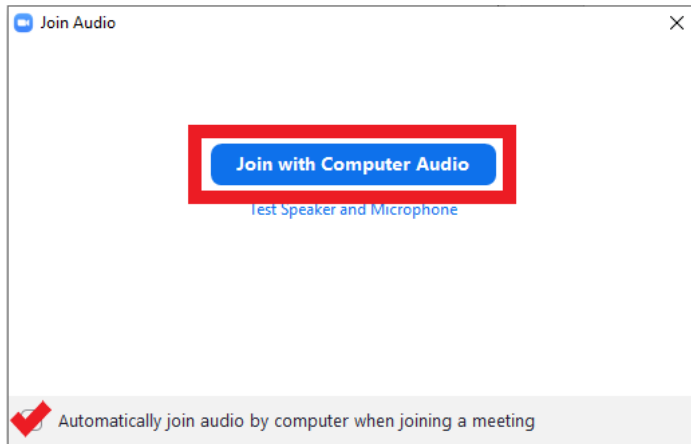 Join Audio
Join with Computer Audio
Test Speaker and Microphone
Automatically join audio by computer when joining a meeting